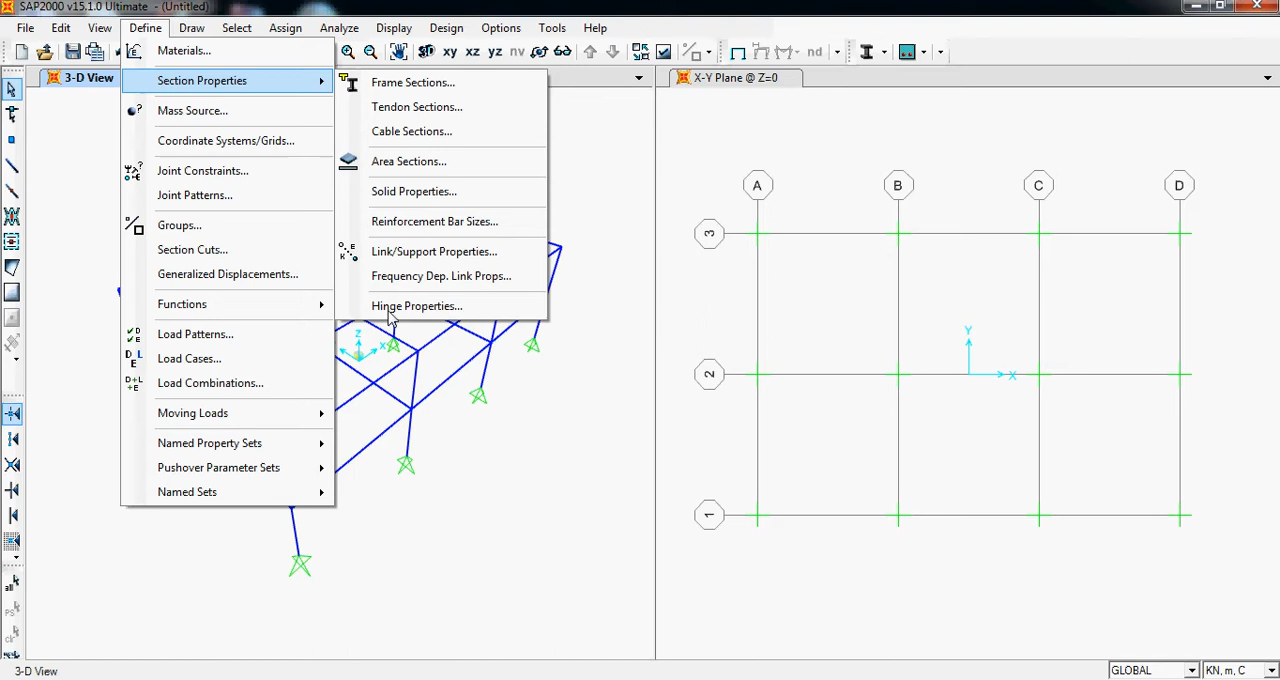 SAP2000 v15.1.0 Ultimate - (Untitled)
File Edit View Define Draw Select Assign Analyze Display Design Options Tools Help
3-D xy xz yz nv nd
3-D View
X-Y Plane @ Z=0
Materials...
Section Properties
Mass Source...
Coordinate Systems/Grids...
Joint Constraints...
Joint Patterns...
Groups...
Section Cuts...
Generalized Displacements...
Functions
Load Patterns...
Load Cases...
Load Combinations...
Moving Loads
Named Property Sets
Pushover Parameter Sets
Named Sets
Frame Sections...
Tendon Sections...
Cable Sections...
Area Sections...
Solid Properties...
Reinforcement Bar Sizes...
Link/Support Properties...
Frequency Dep. Link Props...
Hinge Properties...
Z
X
A B C D
3
2
1
Y
X
all
PS
clr
3-D View
GLOBAL
KN, m, C